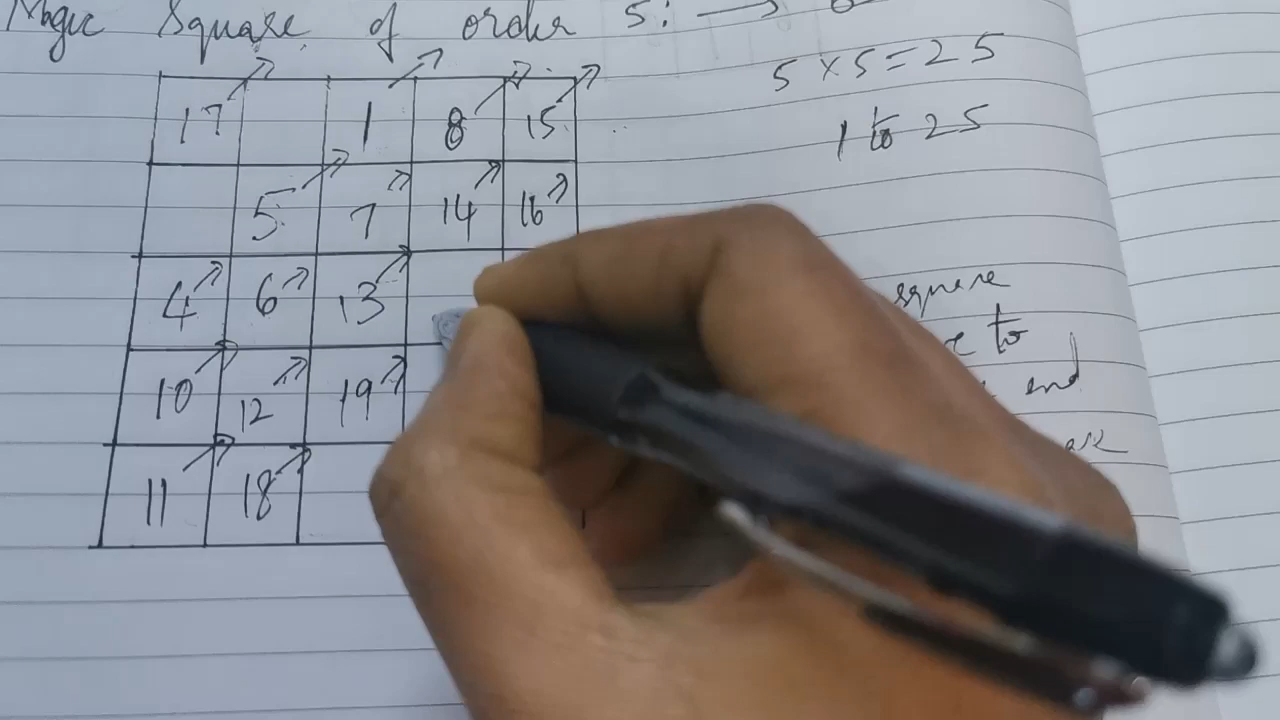 Magic Square of order 5:
5 × 5 = 25
1 to 25
17 1 8 15
5 7 14 16
4 6 13
square
to
10 12 19
end
11 18